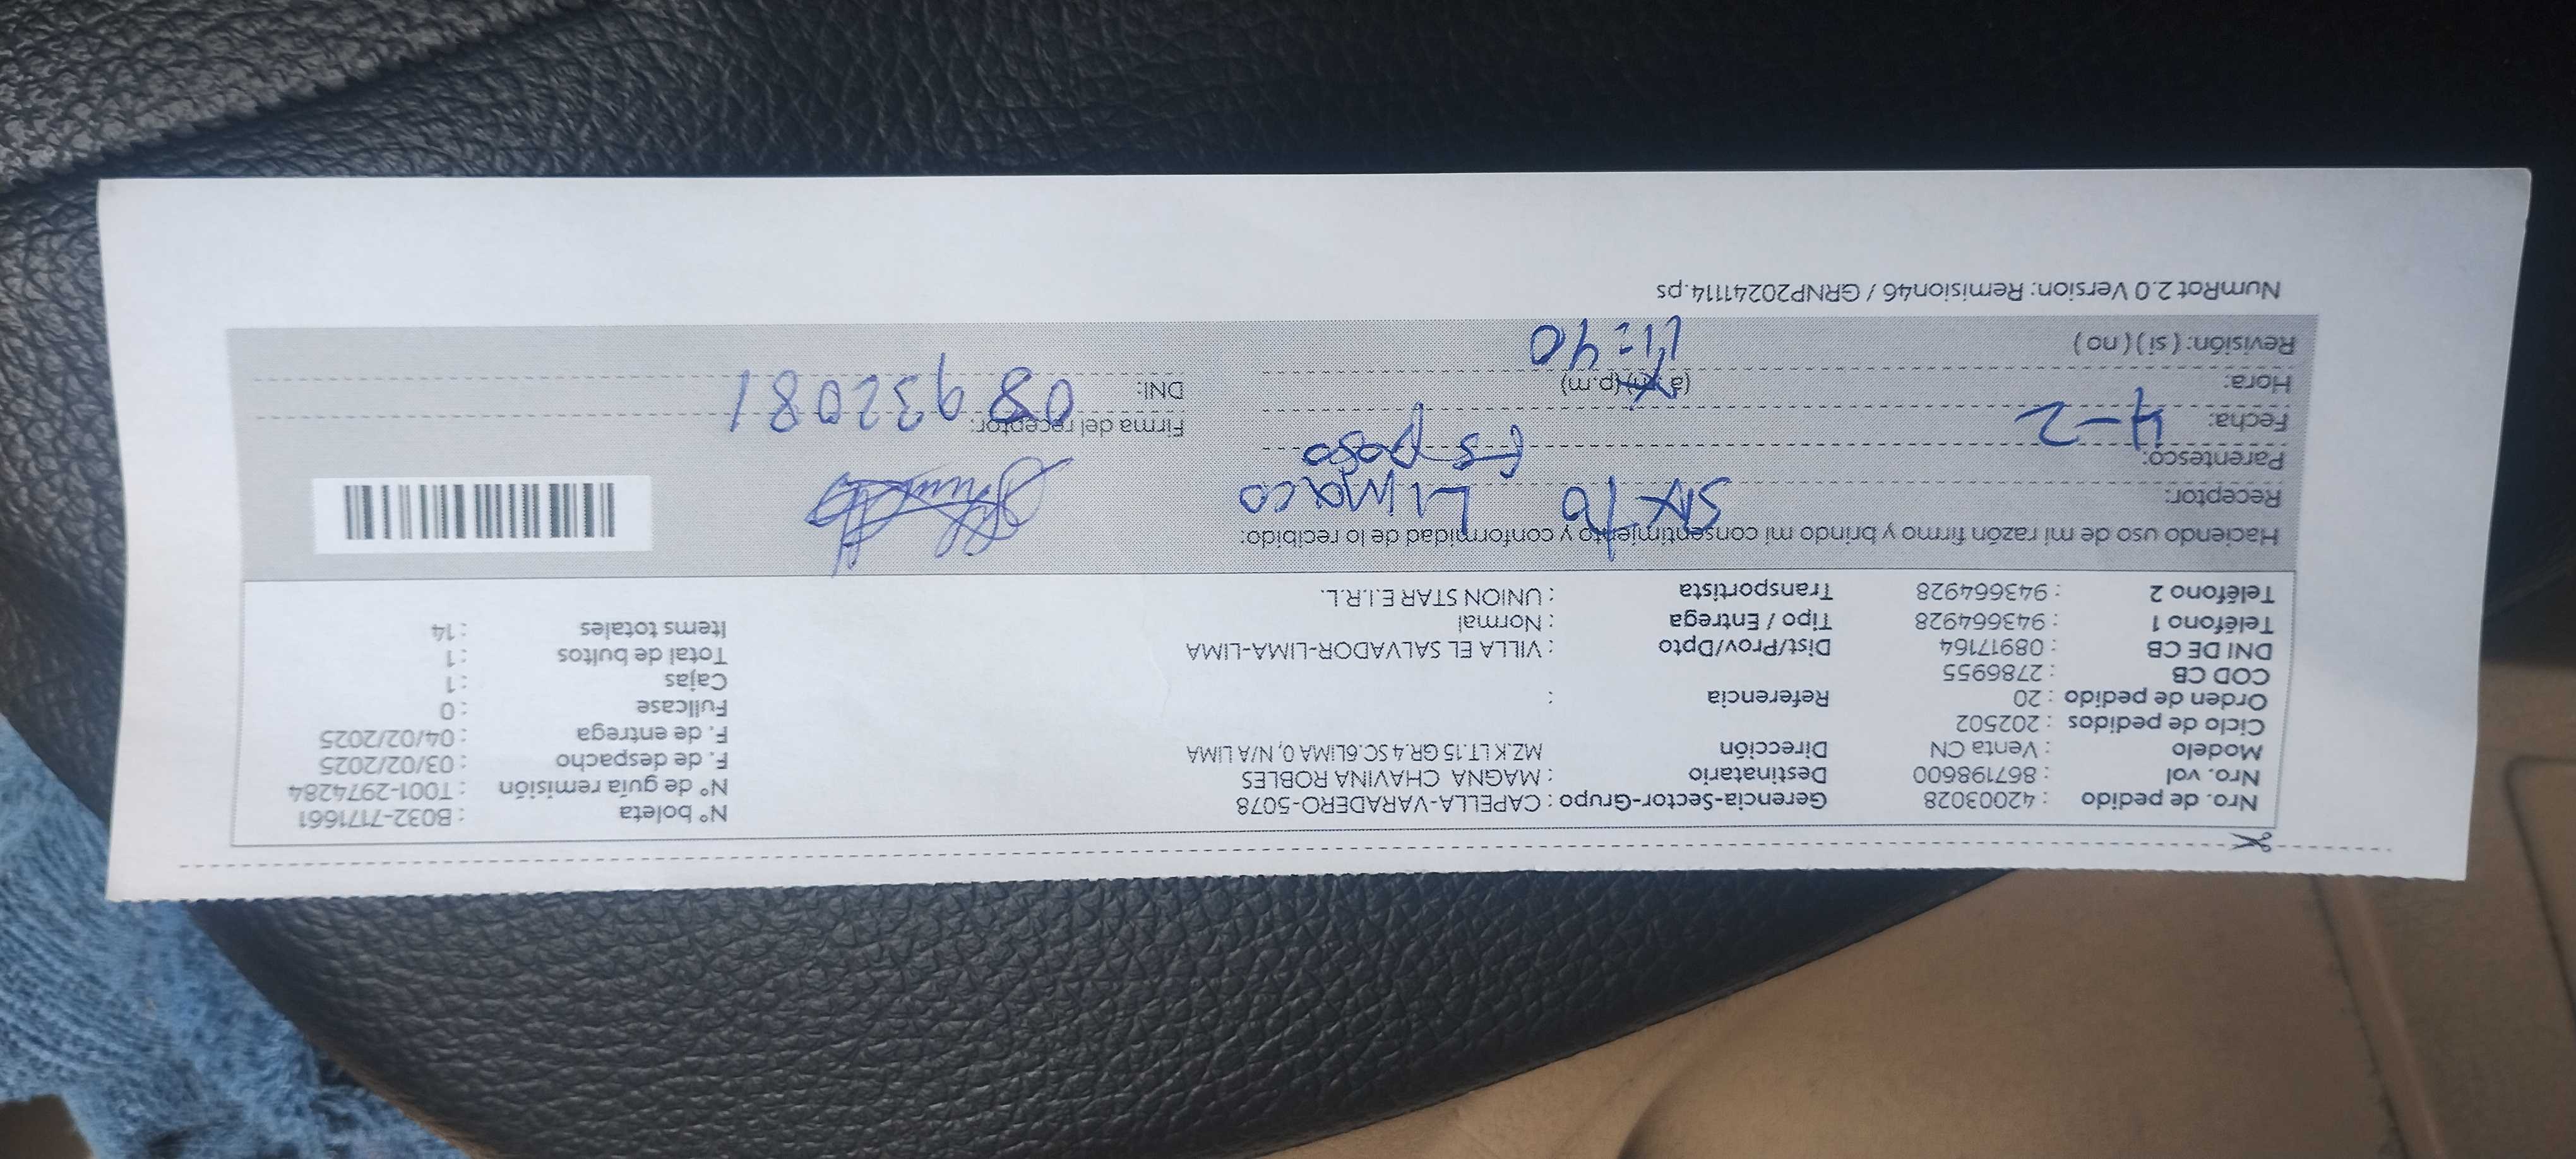 Nro. de pedido : 42003028 Gerencia-Sector-Grupo : CAPELLA-VARADERO-5078 N° boleta : B032-7171661
Nro. vol : 867198600 Destinatario : MAGNA CHAVINA ROBLES N° de guía remisión : T001-2974284
Modelo : Venta CN Dirección MZ.K LT.15 GR.4 SC.6LIMA 0, N/A LIMA F. de despacho : 03/02/2025
Ciclo de pedidos : 202502 F. de entrega : 04/02/2025
Orden de pedido : 20 Referencia : Fullcase : 0
COD CB : 2786955 Cajas : 1
DNI DE CB : 08917164 Dist/Prov/Dpto : VILLA EL SALVADOR-LIMA-LIMA Total de bultos : 1
Teléfono 1 : 943664928 Tipo / Entrega : Normal Items totales : 14
Teléfono 2 : 943664928 Transportista : UNION STAR E.I.R.L.
Haciendo uso de mi razón firmo y brindo mi consentimiento y conformidad de lo recibido:
Receptor: Sixto Limaco
Parentesco: Esposo
Fecha: 4-2 Firma del receptor:
Hora: (a.m) (p.m) 11:40 DNI: 08932081
Revisión: ( si ) ( no )
NumRot 2.0 Version: Remision46 / GRNP20241114.ps